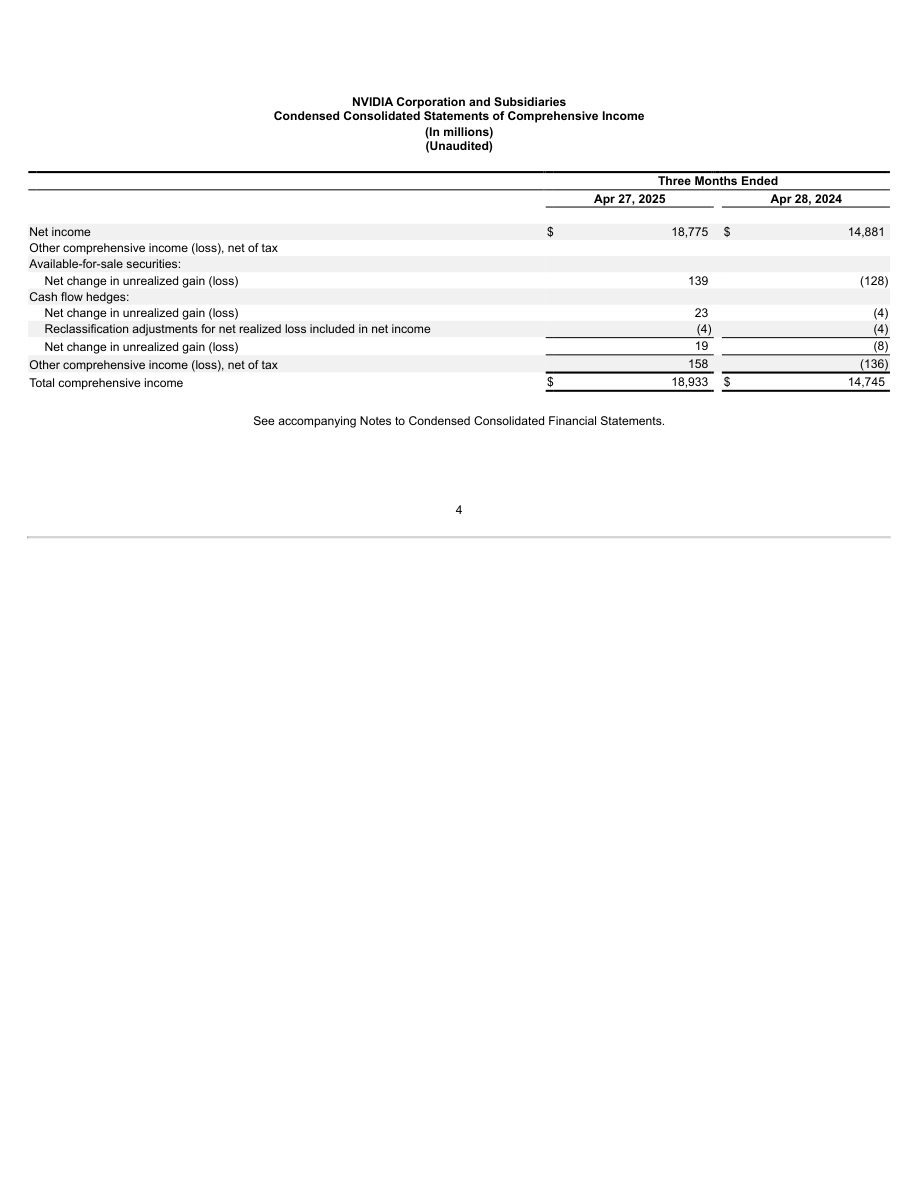 NVIDIA Corporation and Subsidiaries
Condensed Consolidated Statements of Comprehensive Income
(In millions)
(Unaudited)
Three Months Ended
Apr 27, 2025 Apr 28, 2024
Net income $ 18,775 $ 14,881
Other comprehensive income (loss), net of tax
Available-for-sale securities:
Net change in unrealized gain (loss) 139 (128)
Cash flow hedges:
Net change in unrealized gain (loss) 23 (4)
Reclassification adjustments for net realized loss included in net income (4) (4)
Net change in unrealized gain (loss) 19 (8)
Other comprehensive income (loss), net of tax 158 (136)
Total comprehensive income $ 18,933 $ 14,745
See accompanying Notes to Condensed Consolidated Financial Statements.
4